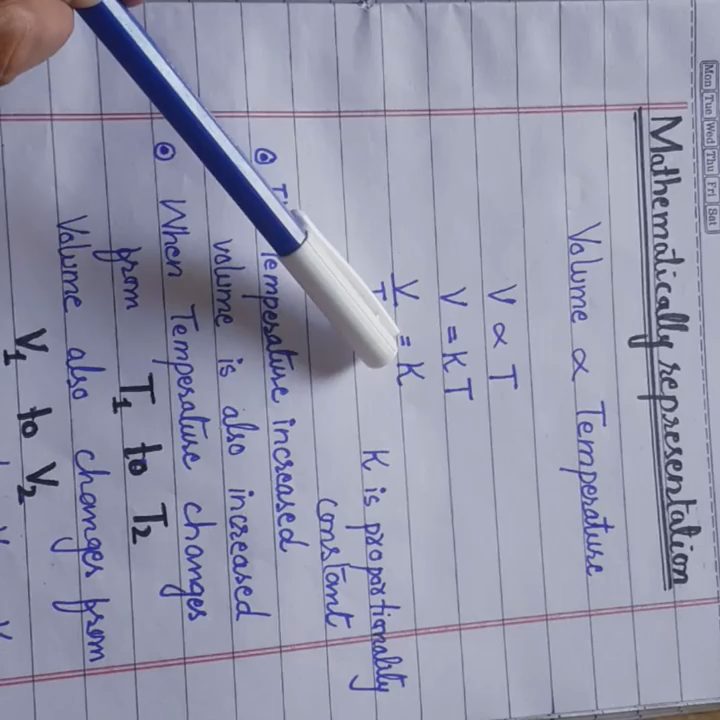 Mon Tue Wed Thu Fri Sat
Mathematically representation
Volume ∝ Temperature
V ∝ T
V = KT
V/T = K
K is proportionality
constant
Temperature increased
volume is also increased
When Temperature changes
from T₁ to T₂
Volume also changes from
V₁ to V₂